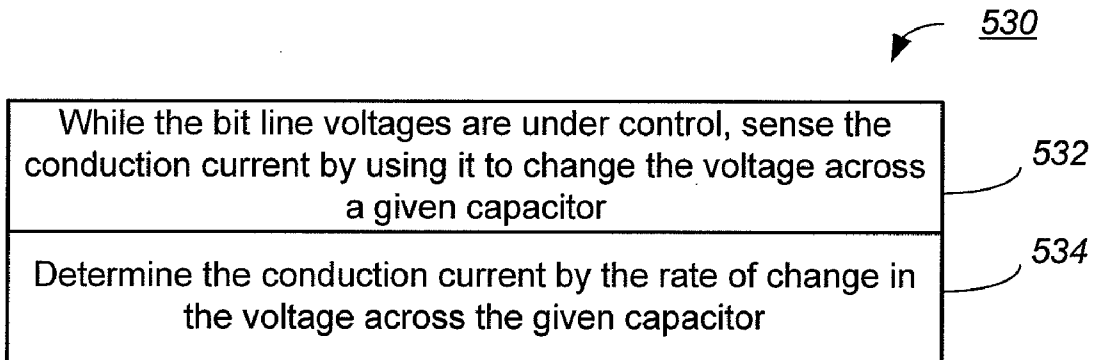 530
While the bit line voltages are under control, sense the
conduction current by using it to change the voltage across
a given capacitor
532
Determine the conduction current by the rate of change in
the voltage across the given capacitor
534